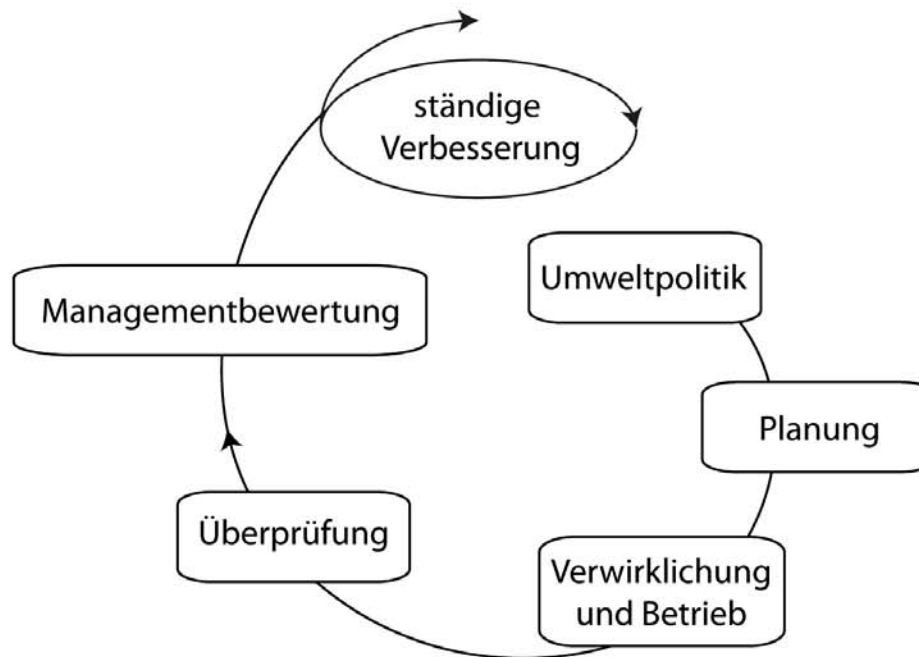 ständige
Verbesserung
Umweltpolitik
Managementbewertung
Planung
Überprüfung
Verwirklichung
und Betrieb